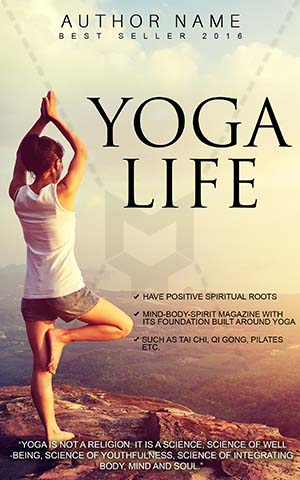 AUTHOR NAME
BEST SELLER 2016
YOGA
LIFE
✓ HAVE POSITIVE SPIRITUAL ROOTS
✓ MIND-BODY-SPIRIT MAGAZINE WITH
ITS FOUNDATION BUILT AROUND YOGA
✓ SUCH AS TAI CHI, QI GONG, PILATES
ETC.
"YOGA IS NOT A RELIGION. IT IS A SCIENCE, SCIENCE OF WELL
-BEING, SCIENCE OF YOUTHFULNESS, SCIENCE OF INTEGRATING
BODY, MIND AND SOUL."